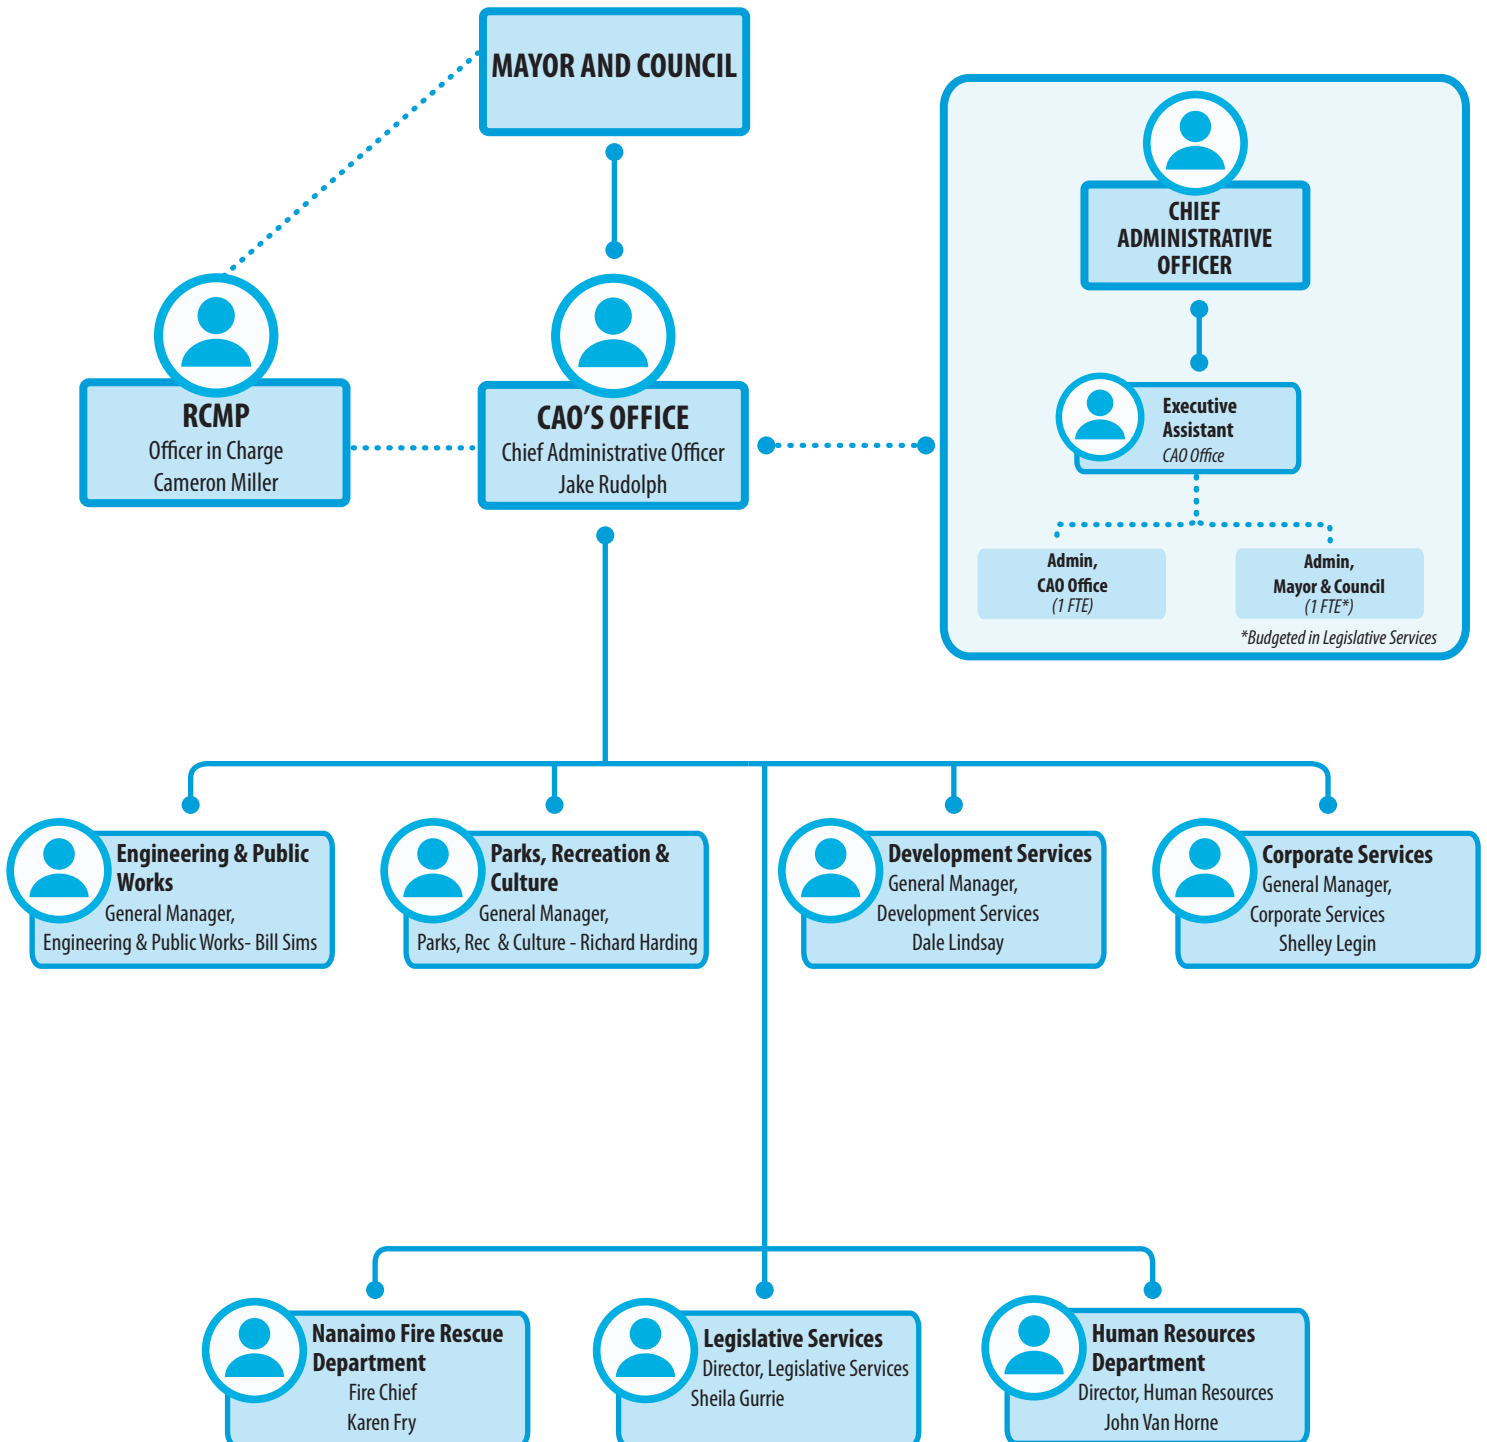 MAYOR AND COUNCIL
CHIEF
ADMINISTRATIVE
OFFICER
Executive
Assistant
CAO Office
Admin,
CAO Office
(1 FTE)
Admin,
Mayor & Council
(1 FTE*)
*Budgeted in Legislative Services
RCMP
Officer in Charge
Cameron Miller
CAO'S OFFICE
Chief Administrative Officer
Jake Rudolph
Engineering & Public
Works
General Manager,
Engineering & Public Works- Bill Sims
Parks, Recreation &
Culture
General Manager,
Parks, Rec & Culture - Richard Harding
Development Services
General Manager,
Development Services
Dale Lindsay
Corporate Services
General Manager,
Corporate Services
Shelley Legin
Nanaimo Fire Rescue
Department
Fire Chief
Karen Fry
Legislative Services
Director, Legislative Services
Sheila Gurrie
Human Resources
Department
Director, Human Resources
John Van Horne